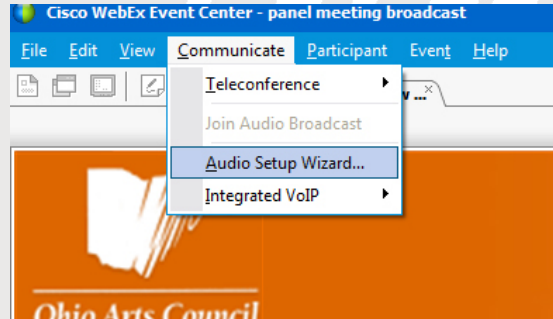 Cisco WebEx Event Center - panel meeting broadcast
File Edit View Communicate Participant Event Help
Teleconference
w ...
Join Audio Broadcast
Audio Setup Wizard...
Integrated VoIP
Ohio Arts Council